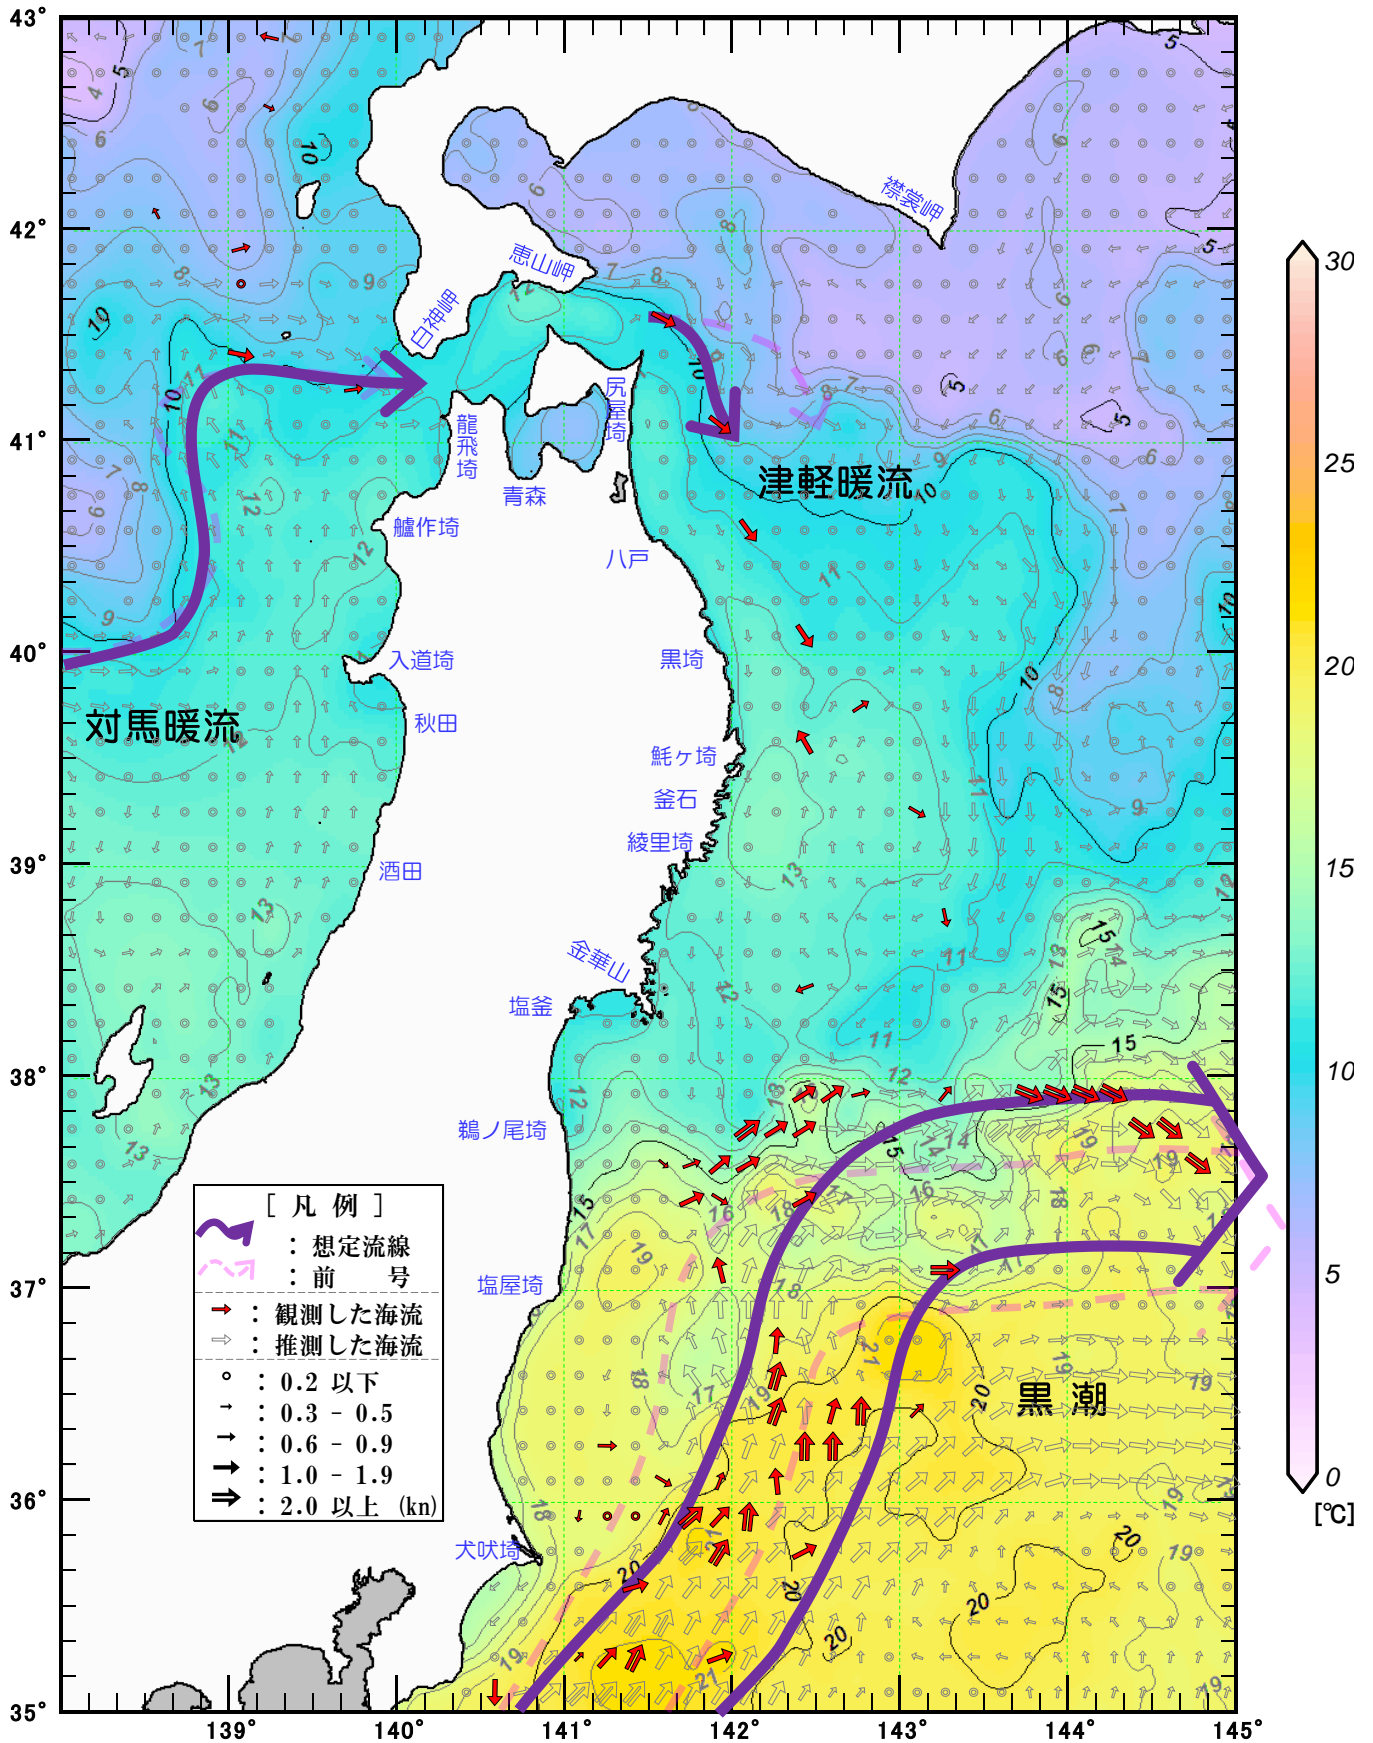 43°
42°
41°
40°
39°
38°
37°
36°
35°
139°
140°
141°
142°
143°
144°
145°
襟裳岬
恵山岬
白神岬
尻屋埼
龍飛埼
青森
津軽暖流
艫作埼
八戸
入道埼
黒埼
秋田
対馬暖流
魹ヶ埼
釜石
綾里埼
酒田
金華山
塩釜
鵜ノ尾埼
塩屋埼
黒潮
犬吠埼
[ 凡 例 ]
: 想定流線
: 前 号
: 観測した海流
: 推測した海流
: 0.2 以下
: 0.3 - 0.5
: 0.6 - 0.9
: 1.0 - 1.9
: 2.0 以上 (kn)
30
25
20
15
10
5
0
[℃]